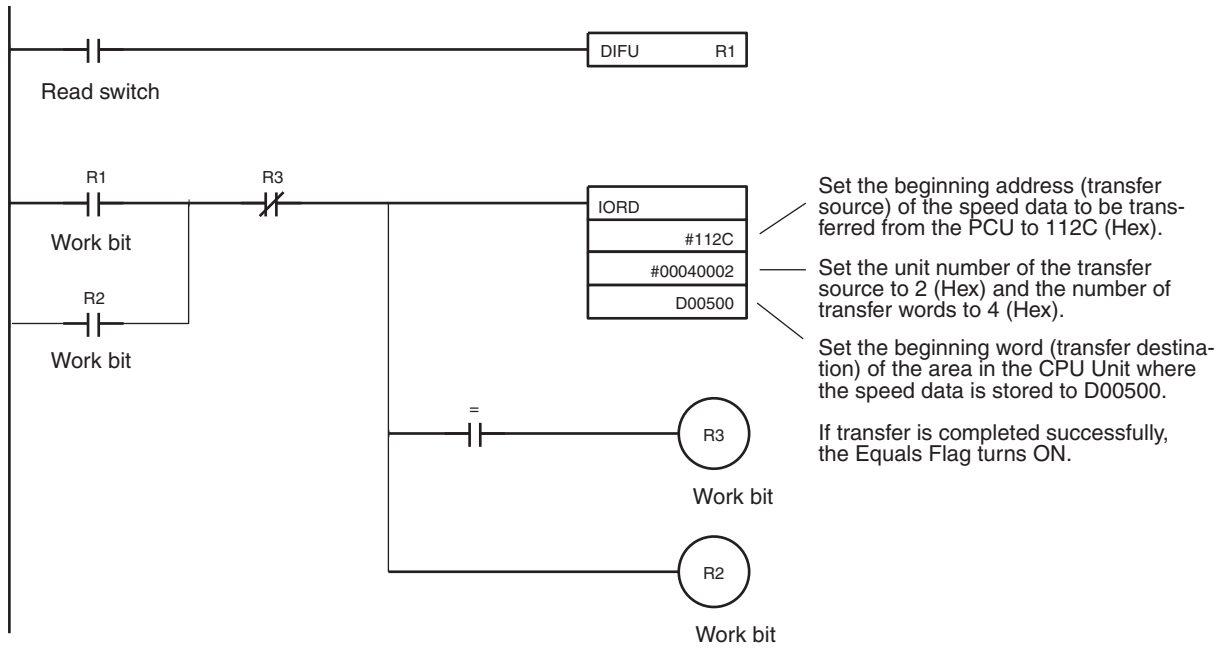 DIFU R1
Read switch
R1
R3
Work bit
R2
Work bit
IORD
#112C
#00040002
D00500
Set the beginning address (transfer
source) of the speed data to be trans-
ferred from the PCU to 112C (Hex).
Set the unit number of the transfer
source to 2 (Hex) and the number of
transfer words to 4 (Hex).
Set the beginning word (transfer destina-
tion) of the area in the CPU Unit where
the speed data is stored to D00500.
If transfer is completed successfully,
the Equals Flag turns ON.
=
R3
Work bit
R2
Work bit